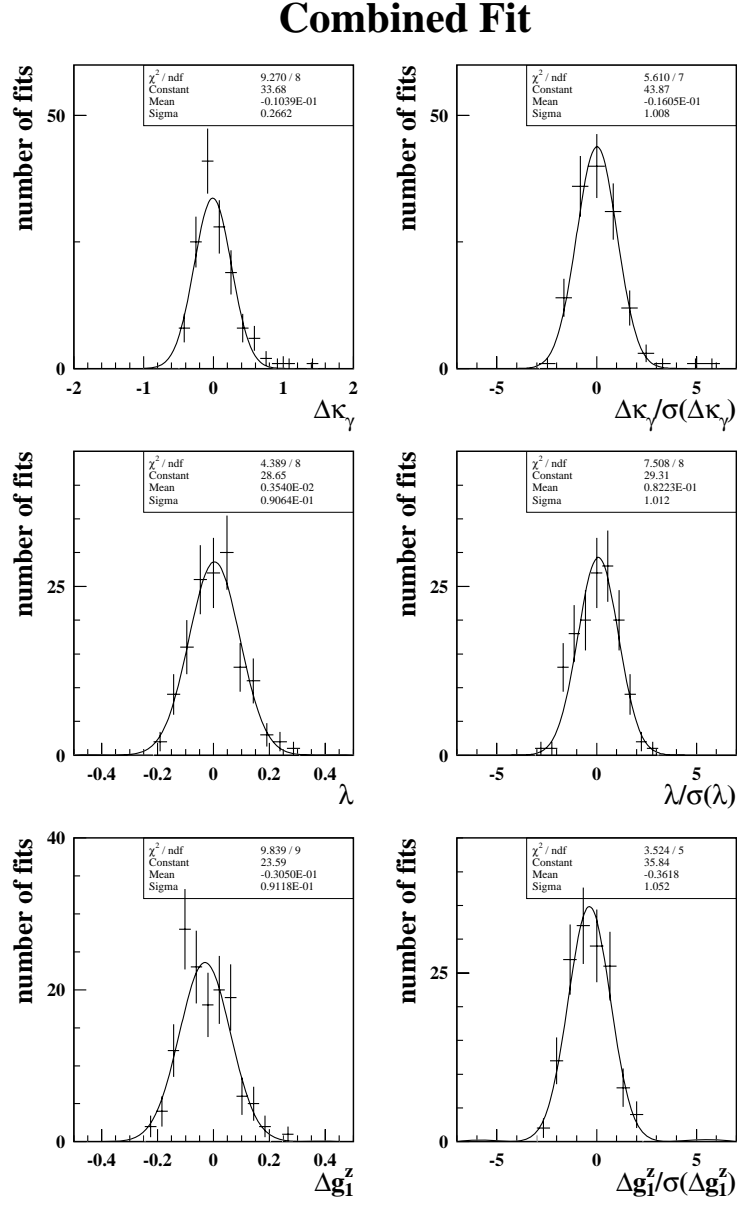 Combined Fit
χ² / ndf 9.270 / 8
Constant 33.68
Mean -0.1039E-01
Sigma 0.2662
number of fits
50
0
-2 -1 0 1 2
Δκγ
χ² / ndf 5.610 / 7
Constant 43.87
Mean -0.1605E-01
Sigma 1.008
number of fits
50
0
-5 0 5
Δκγ/σ(Δκγ)
χ² / ndf 4.389 / 8
Constant 28.65
Mean 0.3540E-02
Sigma 0.9064E-01
number of fits
25
0
-0.4 -0.2 0 0.2 0.4
λ
χ² / ndf 7.508 / 8
Constant 29.31
Mean 0.8223E-01
Sigma 1.012
number of fits
25
0
-5 0 5
λ/σ(λ)
χ² / ndf 9.839 / 9
Constant 23.59
Mean -0.3050E-01
Sigma 0.9118E-01
number of fits
40
20
0
-0.4 -0.2 0 0.2 0.4
Δg₁ᶻ
χ² / ndf 3.524 / 5
Constant 35.84
Mean -0.3618
Sigma 1.052
number of fits
25
0
-5 0 5
Δg₁ᶻ/σ(Δg₁ᶻ)